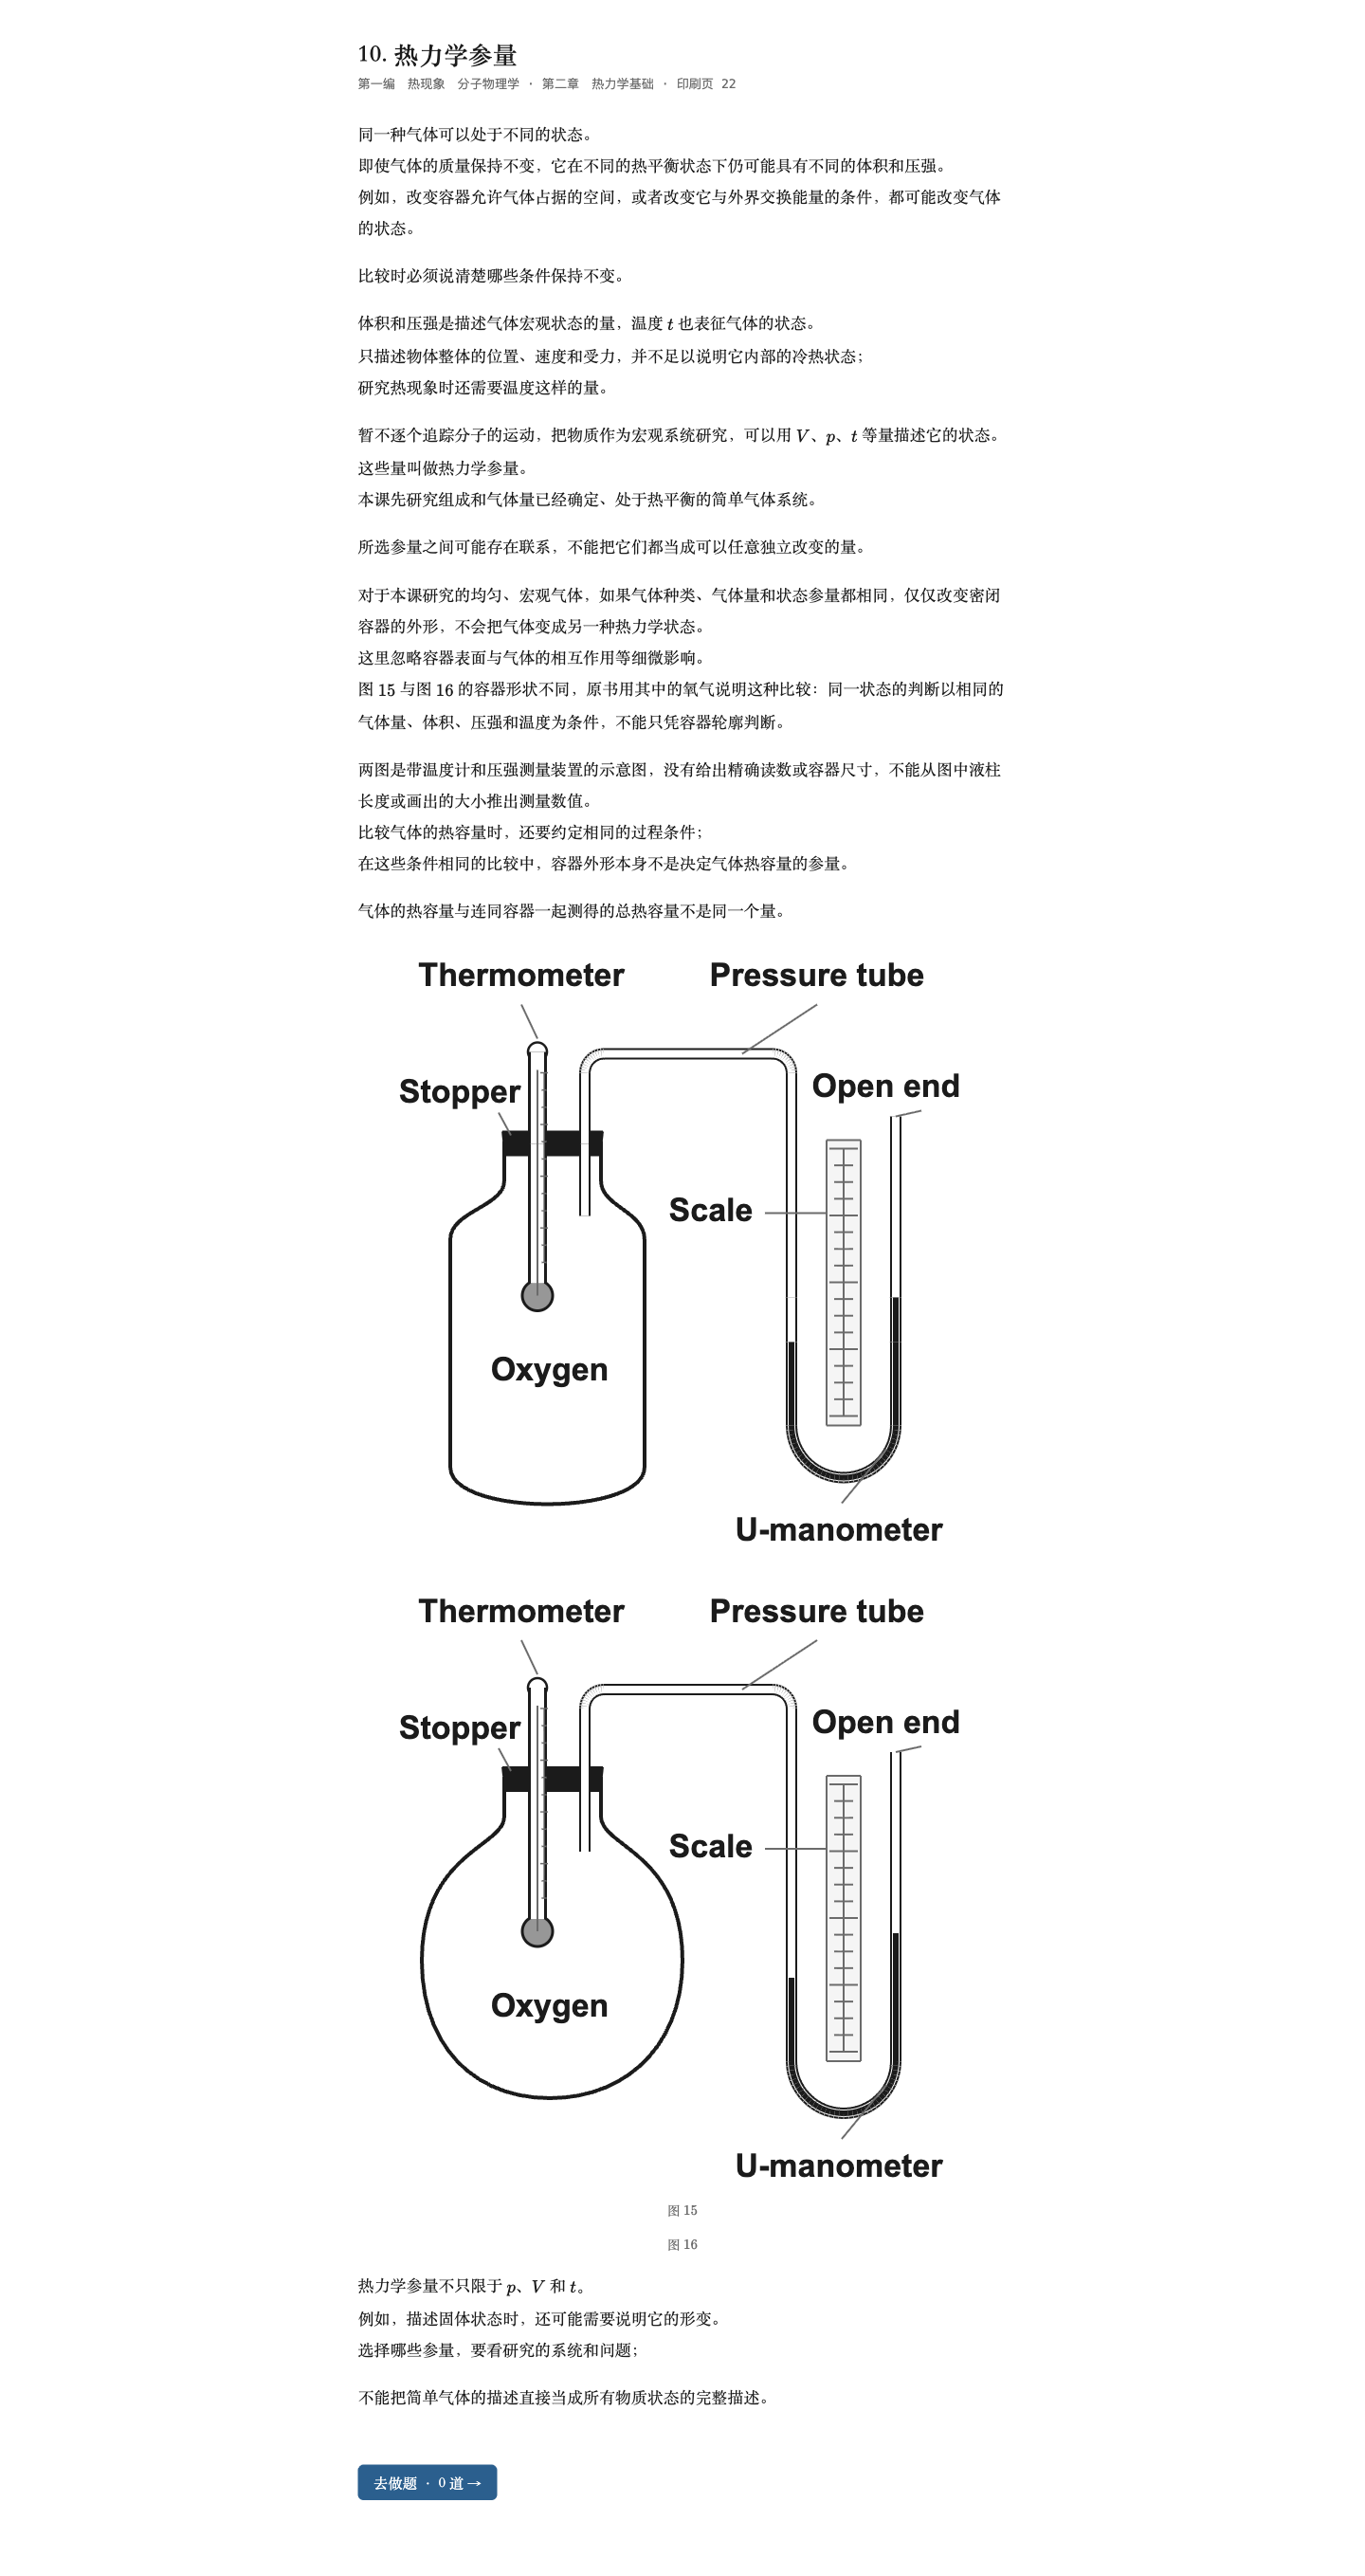 10. 热力学参量
第一编　热现象　分子物理学 · 第二章　热力学基础 · 印刷页 22
同一种气体可以处于不同的状态。
即使气体的质量保持不变，它在不同的热平衡状态下仍可能具有不同的体积和压强。
例如，改变容器允许气体占据的空间，或者改变它与外界交换能量的条件，都可能改变气体
的状态。
比较时必须说清楚哪些条件保持不变。
体积和压强是描述气体宏观状态的量，温度 t 也表征气体的状态。
只描述物体整体的位置、速度和受力，并不足以说明它内部的冷热状态；
研究热现象时还需要温度这样的量。
暂不逐个追踪分子的运动，把物质作为宏观系统研究，可以用 V、p、t 等量描述它的状态。
这些量叫做热力学参量。
本课先研究组成和气体量已经确定、处于热平衡的简单气体系统。
所选参量之间可能存在联系，不能把它们都当成可以任意独立改变的量。
对于本课研究的均匀、宏观气体，如果气体种类、气体量和状态参量都相同，仅仅改变密闭
容器的外形，不会把气体变成另一种热力学状态。
这里忽略容器表面与气体的相互作用等细微影响。
图 15 与图 16 的容器形状不同，原书用其中的氧气说明这种比较：同一状态的判断以相同的
气体量、体积、压强和温度为条件，不能只凭容器轮廓判断。
两图是带温度计和压强测量装置的示意图，没有给出精确读数或容器尺寸，不能从图中液柱
长度或画出的大小推出测量数值。
比较气体的热容量时，还要约定相同的过程条件；
在这些条件相同的比较中，容器外形本身不是决定气体热容量的参量。
气体的热容量与连同容器一起测得的总热容量不是同一个量。
Thermometer
Pressure tube
Stopper
Open end
Scale
Oxygen
U-manometer
Thermometer
Pressure tube
Stopper
Open end
Scale
Oxygen
U-manometer
图 15
图 16
热力学参量不只限于 p、V 和 t。
例如，描述固体状态时，还可能需要说明它的形变。
选择哪些参量，要看研究的系统和问题；
不能把简单气体的描述直接当成所有物质状态的完整描述。
去做题 · 0 道 →